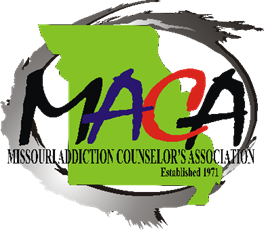 MACA
MISSOURI ADDICTION COUNSELOR'S ASSOCIATION
Established 1971